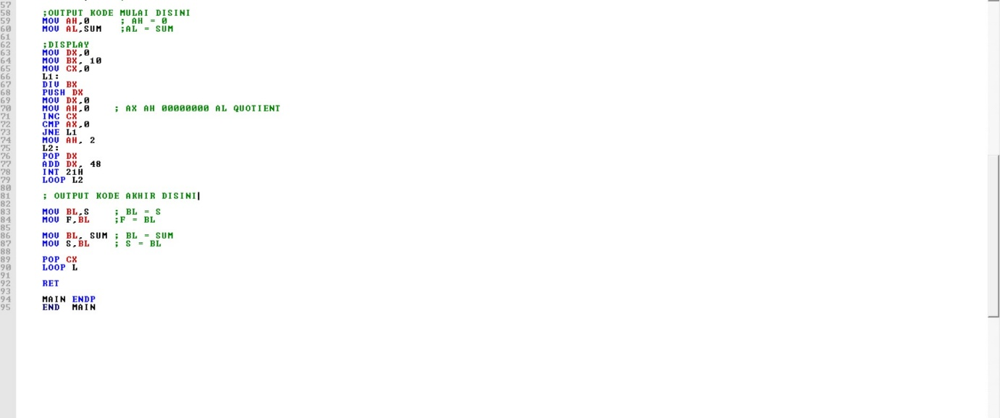 57
58 ;OUTPUT KODE MULAI DISINI
59 MOV AH,0 ; AH = 0
60 MOV AL,SUM ;AL = SUM
61
62 ;DISPLAY
63 MOV DX,0
64 MOV BX, 10
65 MOV CX,0
66 L1:
67 DIV BX
68 PUSH DX
69 MOV DX,0
70 MOV AH,0 ; AX AH 00000000 AL QUOTIENT
71 INC CX
72 CMP AX,0
73 JNE L1
74 MOV AH, 2
75 L2:
76 POP DX
77 ADD DX, 48
78 INT 21H
79 LOOP L2
80
81 ; OUTPUT KODE AKHIR DISINI
82
83 MOV BL,S ; BL = S
84 MOV F,BL ;F = BL
85
86 MOV BL, SUM ; BL = SUM
87 MOV S,BL ; S = BL
88
89 POP CX
90 LOOP L
91
92 RET
93
94 MAIN ENDP
95 END MAIN